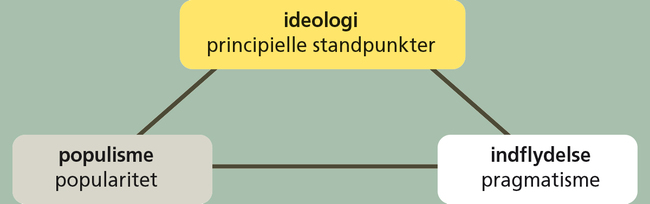 ideologi
principielle standpunkter
populisme
popularitet
indflydelse
pragmatisme